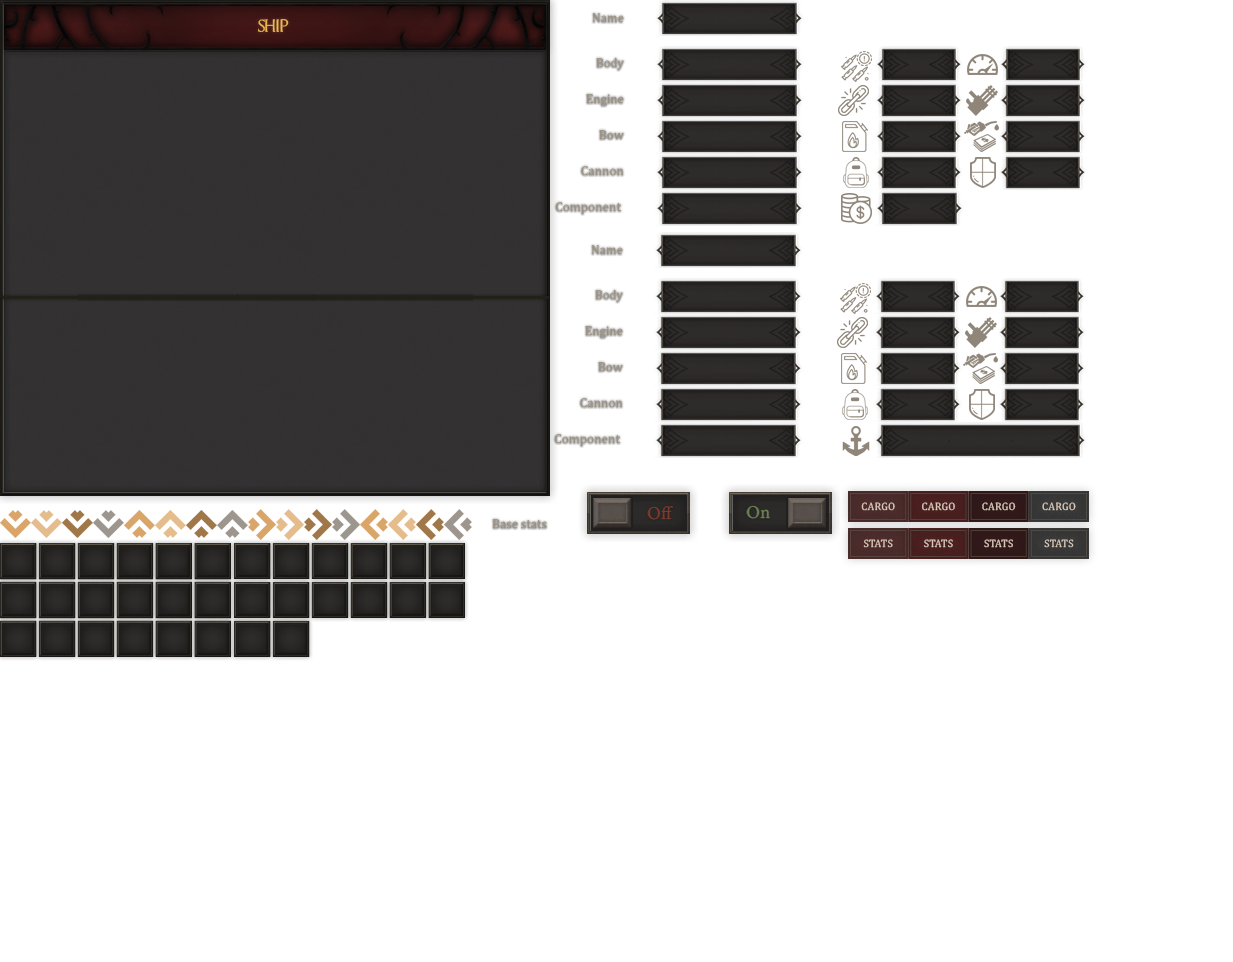 SHIP
Name
Body
Engine
Bow
Cannon
Component
Name
Body
Engine
Bow
Cannon
Component
Base stats
Off
On
CARGO CARGO CARGO CARGO
STATS STATS STATS STATS